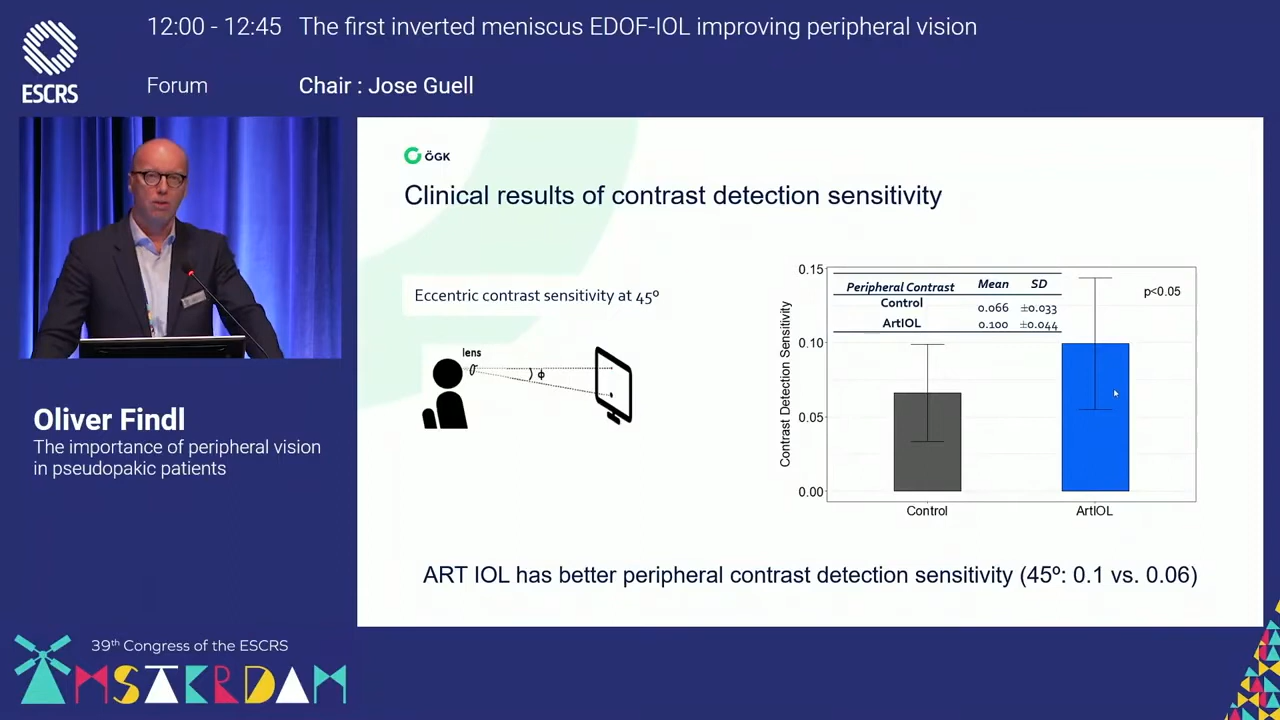 12:00 - 12:45 The first inverted meniscus EDOF-IOL improving peripheral vision
ESCRS
Forum Chair : Jose Guell
ÖGK
Clinical results of contrast detection sensitivity
Eccentric contrast sensitivity at 45º
lens
ϕ
Contrast Detection Sensitivity
0.15
0.10
0.05
0.00
Peripheral Contrast Mean SD
Control 0.066 ±0.033
ArtIOL 0.100 ±0.044
p<0.05
Control ArtIOL
ART IOL has better peripheral contrast detection sensitivity (45º: 0.1 vs. 0.06)
Oliver Findl
The importance of peripheral vision
in pseudopakic patients
39th Congress of the ESCRS
AMSTERDAM